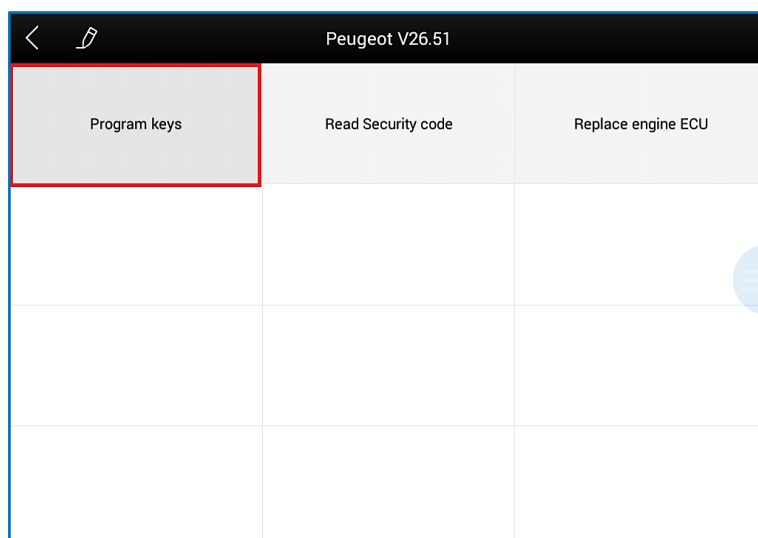 Peugeot V26.51
Program keys
Read Security code
Replace engine ECU